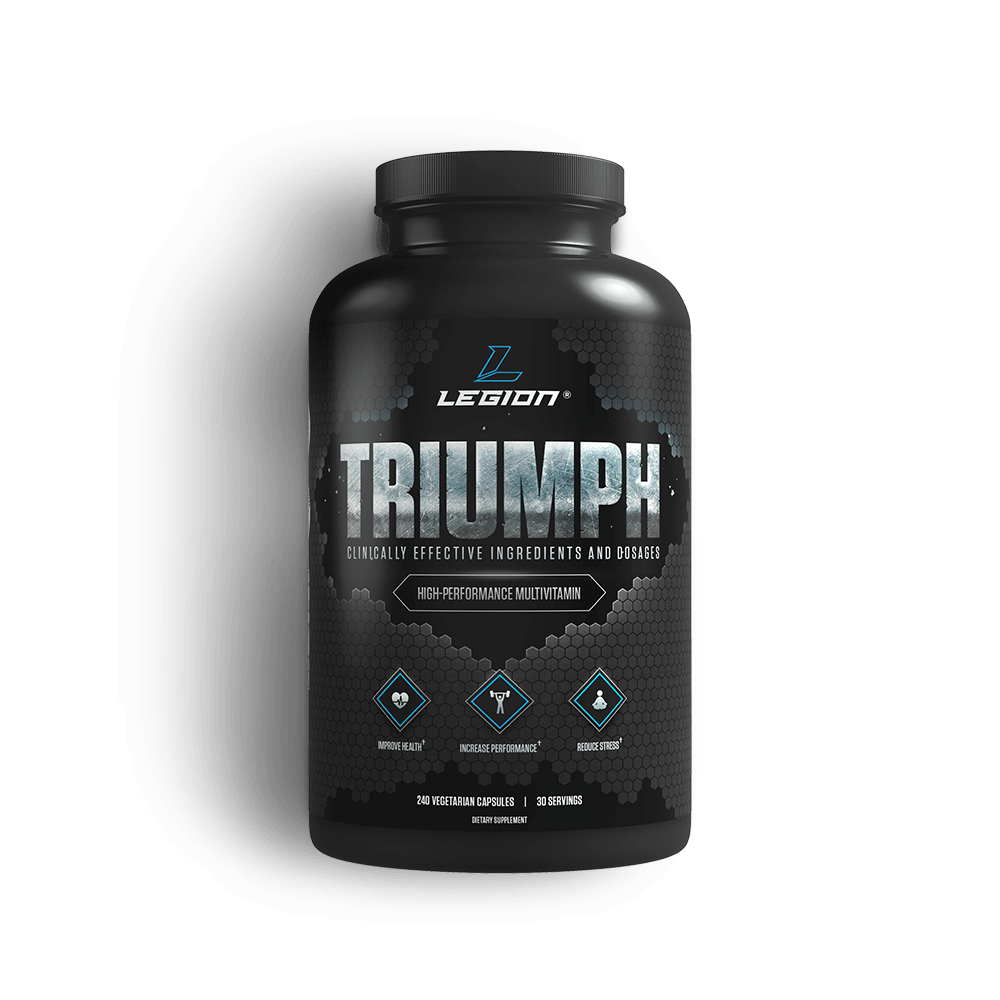 LEGION®
TRIUMPH
CLINICALLY EFFECTIVE INGREDIENTS AND DOSAGES
HIGH-PERFORMANCE MULTIVITAMIN
IMPROVE HEALTH† INCREASE PERFORMANCE† REDUCE STRESS†
240 VEGETARIAN CAPSULES | 30 SERVINGS
DIETARY SUPPLEMENT